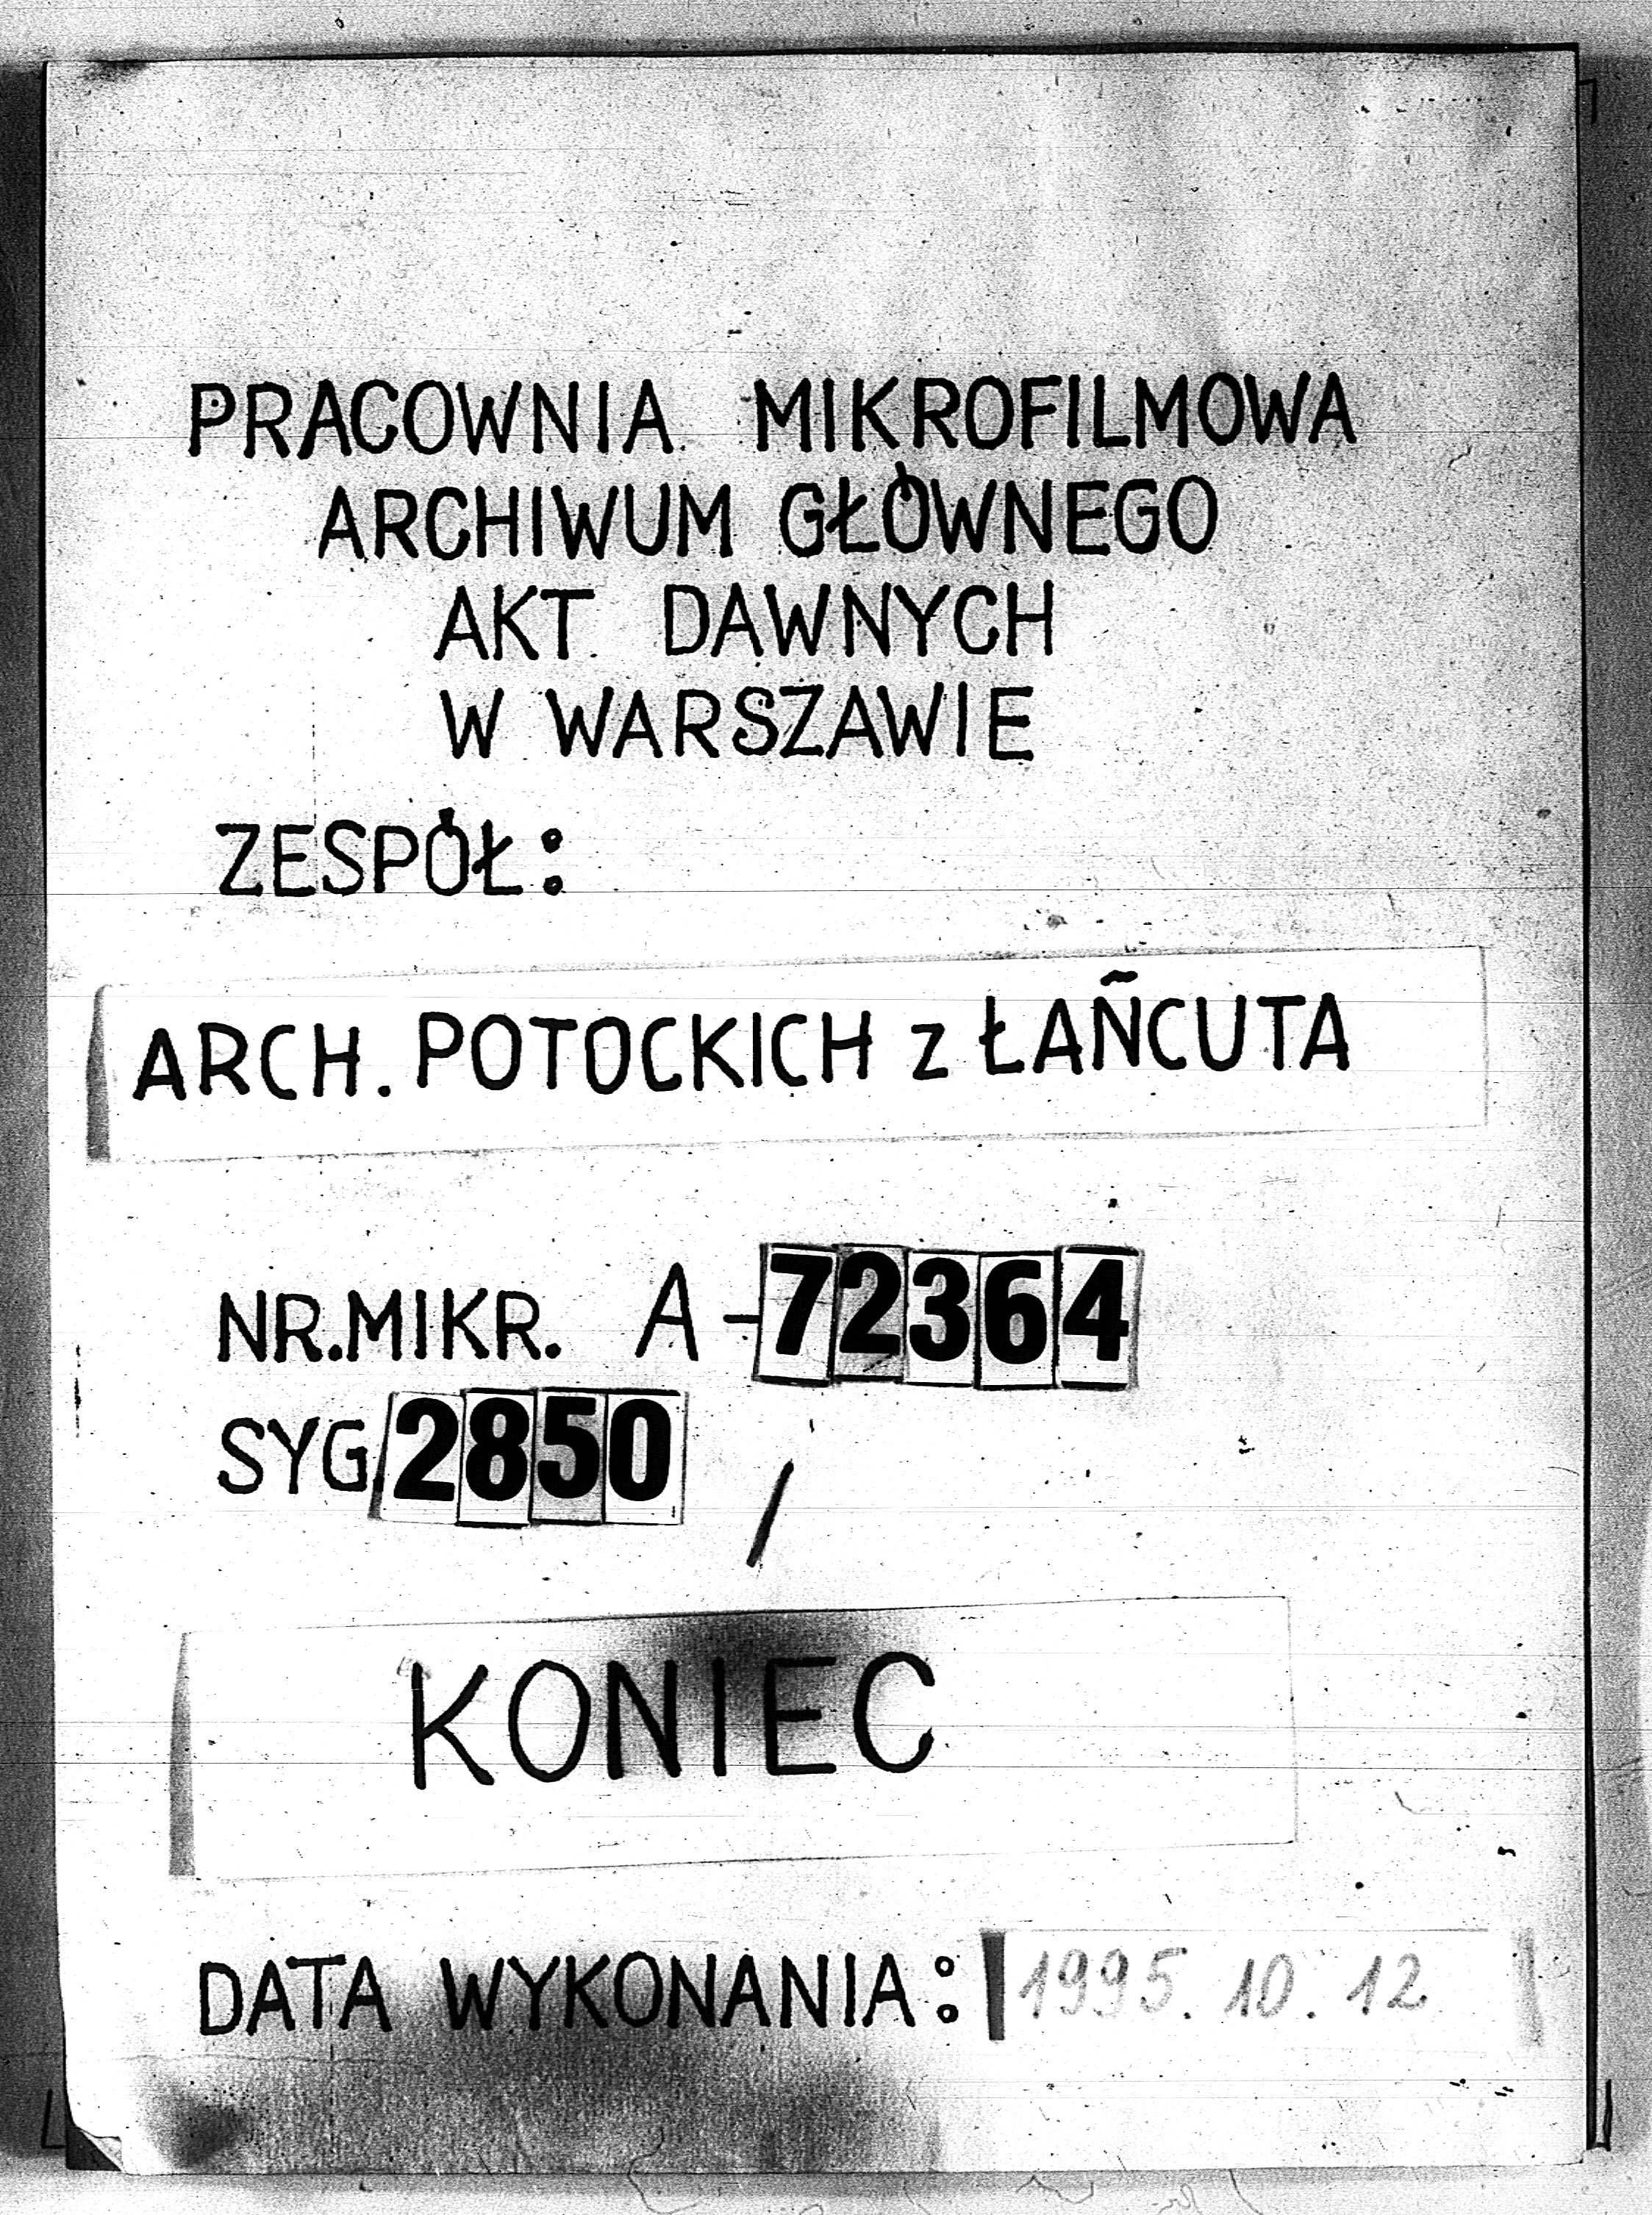 PRACOWNIA MIKROFILMOWA
ARCHIWUM GŁÓWNEGO
AKT DAWNYCH
W WARSZAWIE
ZESPÓŁ:
ARCH. POTOCKICH z ŁAŃCUTA
NR.MIKR. A-72364
SYG.2850 /
KONIEC
DATA WYKONANIA: 1995.10.12